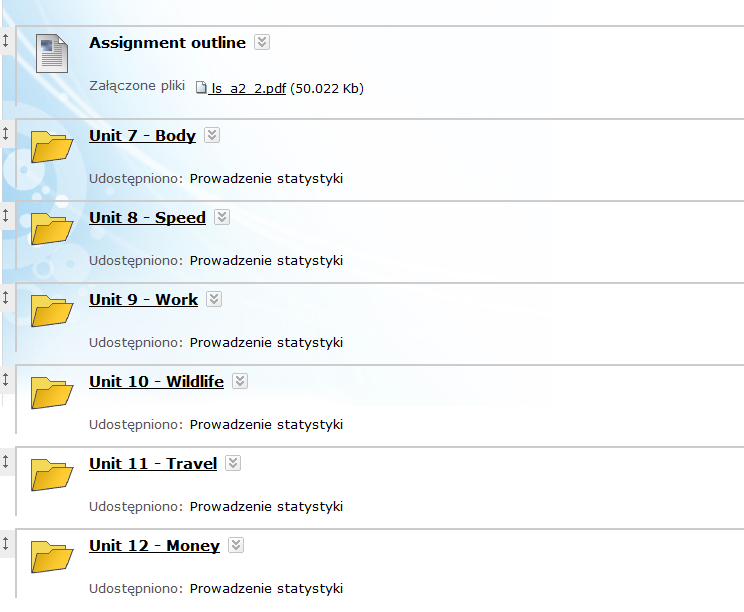 Assignment outline
Załączone pliki ls_a2_2.pdf (50.022 Kb)
Unit 7 - Body
Udostępniono: Prowadzenie statystyki
Unit 8 - Speed
Udostępniono: Prowadzenie statystyki
Unit 9 - Work
Udostępniono: Prowadzenie statystyki
Unit 10 - Wildlife
Udostępniono: Prowadzenie statystyki
Unit 11 - Travel
Udostępniono: Prowadzenie statystyki
Unit 12 - Money
Udostępniono: Prowadzenie statystyki